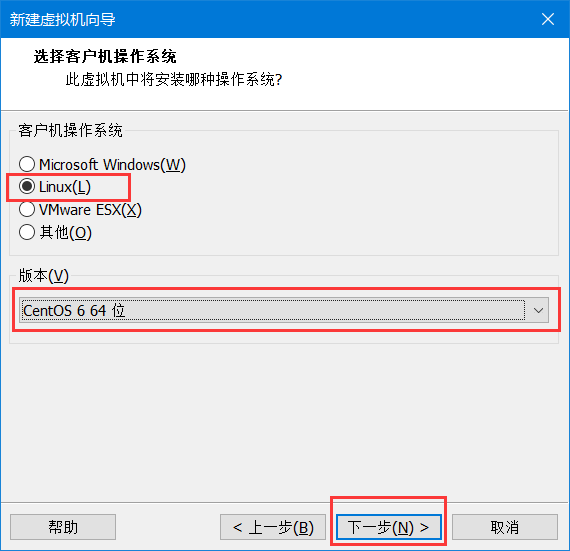 新建虚拟机向导
选择客户机操作系统
此虚拟机中将安装哪种操作系统?
客户机操作系统
Microsoft Windows(W)
Linux(L)
VMware ESX(X)
其他(O)
版本(V)
CentOS 6 64 位
帮助
< 上一步(B)
下一步(N) >
取消